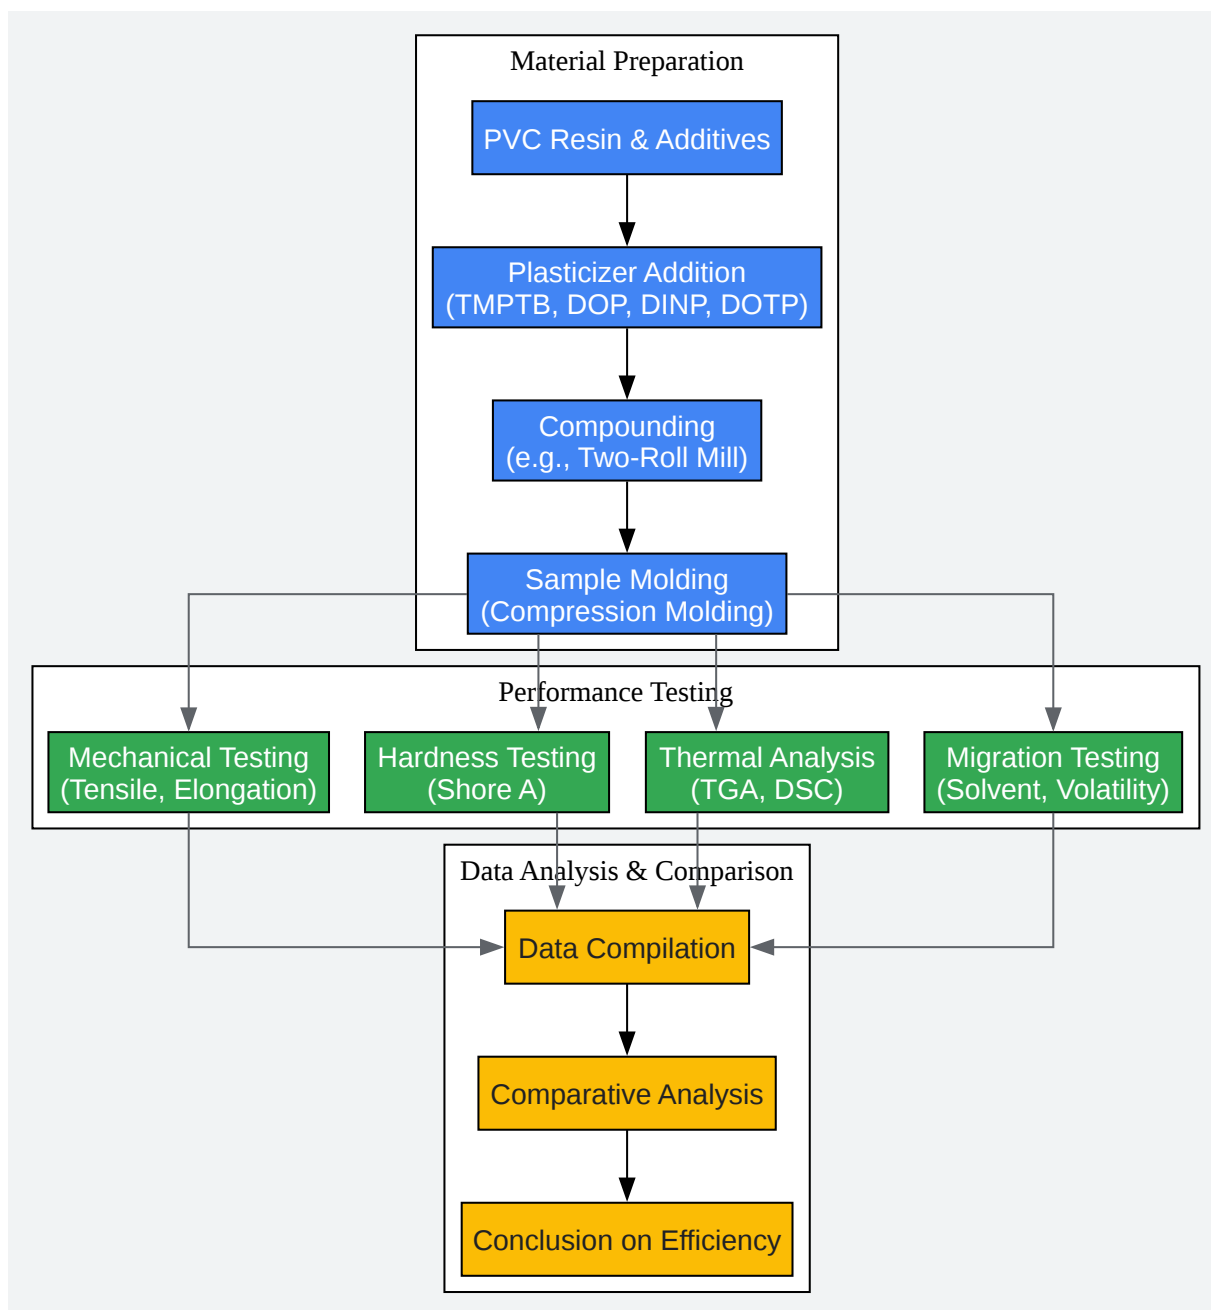 Material Preparation
PVC Resin & Additives
Plasticizer Addition
(TMPTB, DOP, DINP, DOTP)
Compounding
(e.g., Two-Roll Mill)
Sample Molding
(Compression Molding)
Performance Testing
Mechanical Testing
(Tensile, Elongation)
Hardness Testing
(Shore A)
Thermal Analysis
(TGA, DSC)
Migration Testing
(Solvent, Volatility)
Data Analysis & Comparison
Data Compilation
Comparative Analysis
Conclusion on Efficiency